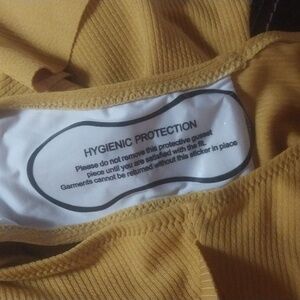 HYGIENIC PROTECTION
Please do not remove this protective gusset
piece until you are satisfied with the fit.
Garments cannot be returned without this sticker in place